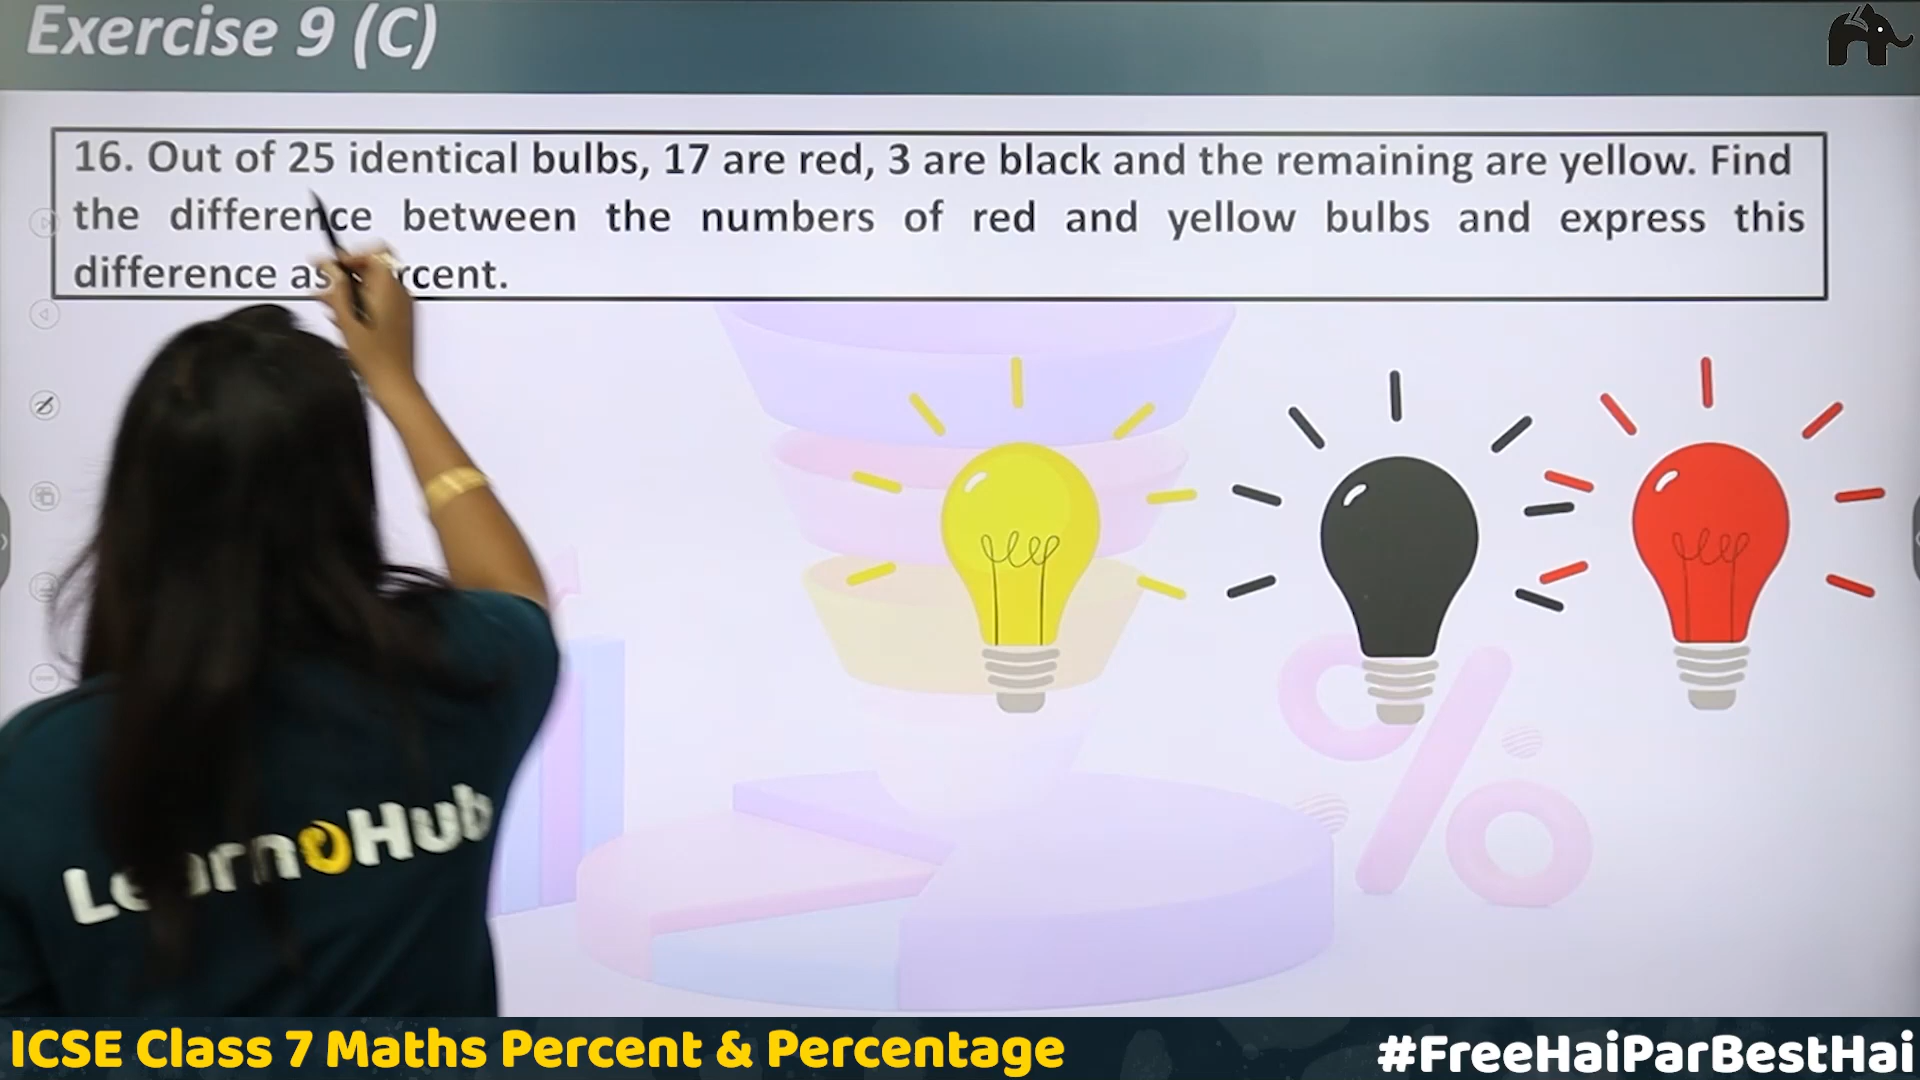 Exercise 9 (C)
16. Out of 25 identical bulbs, 17 are red, 3 are black and the remaining are yellow. Find
the difference between the numbers of red and yellow bulbs and express this
difference as rcent.
LearnoHub
%
ICSE Class 7 Maths Percent & Percentage
#FreeHaiParBestHai